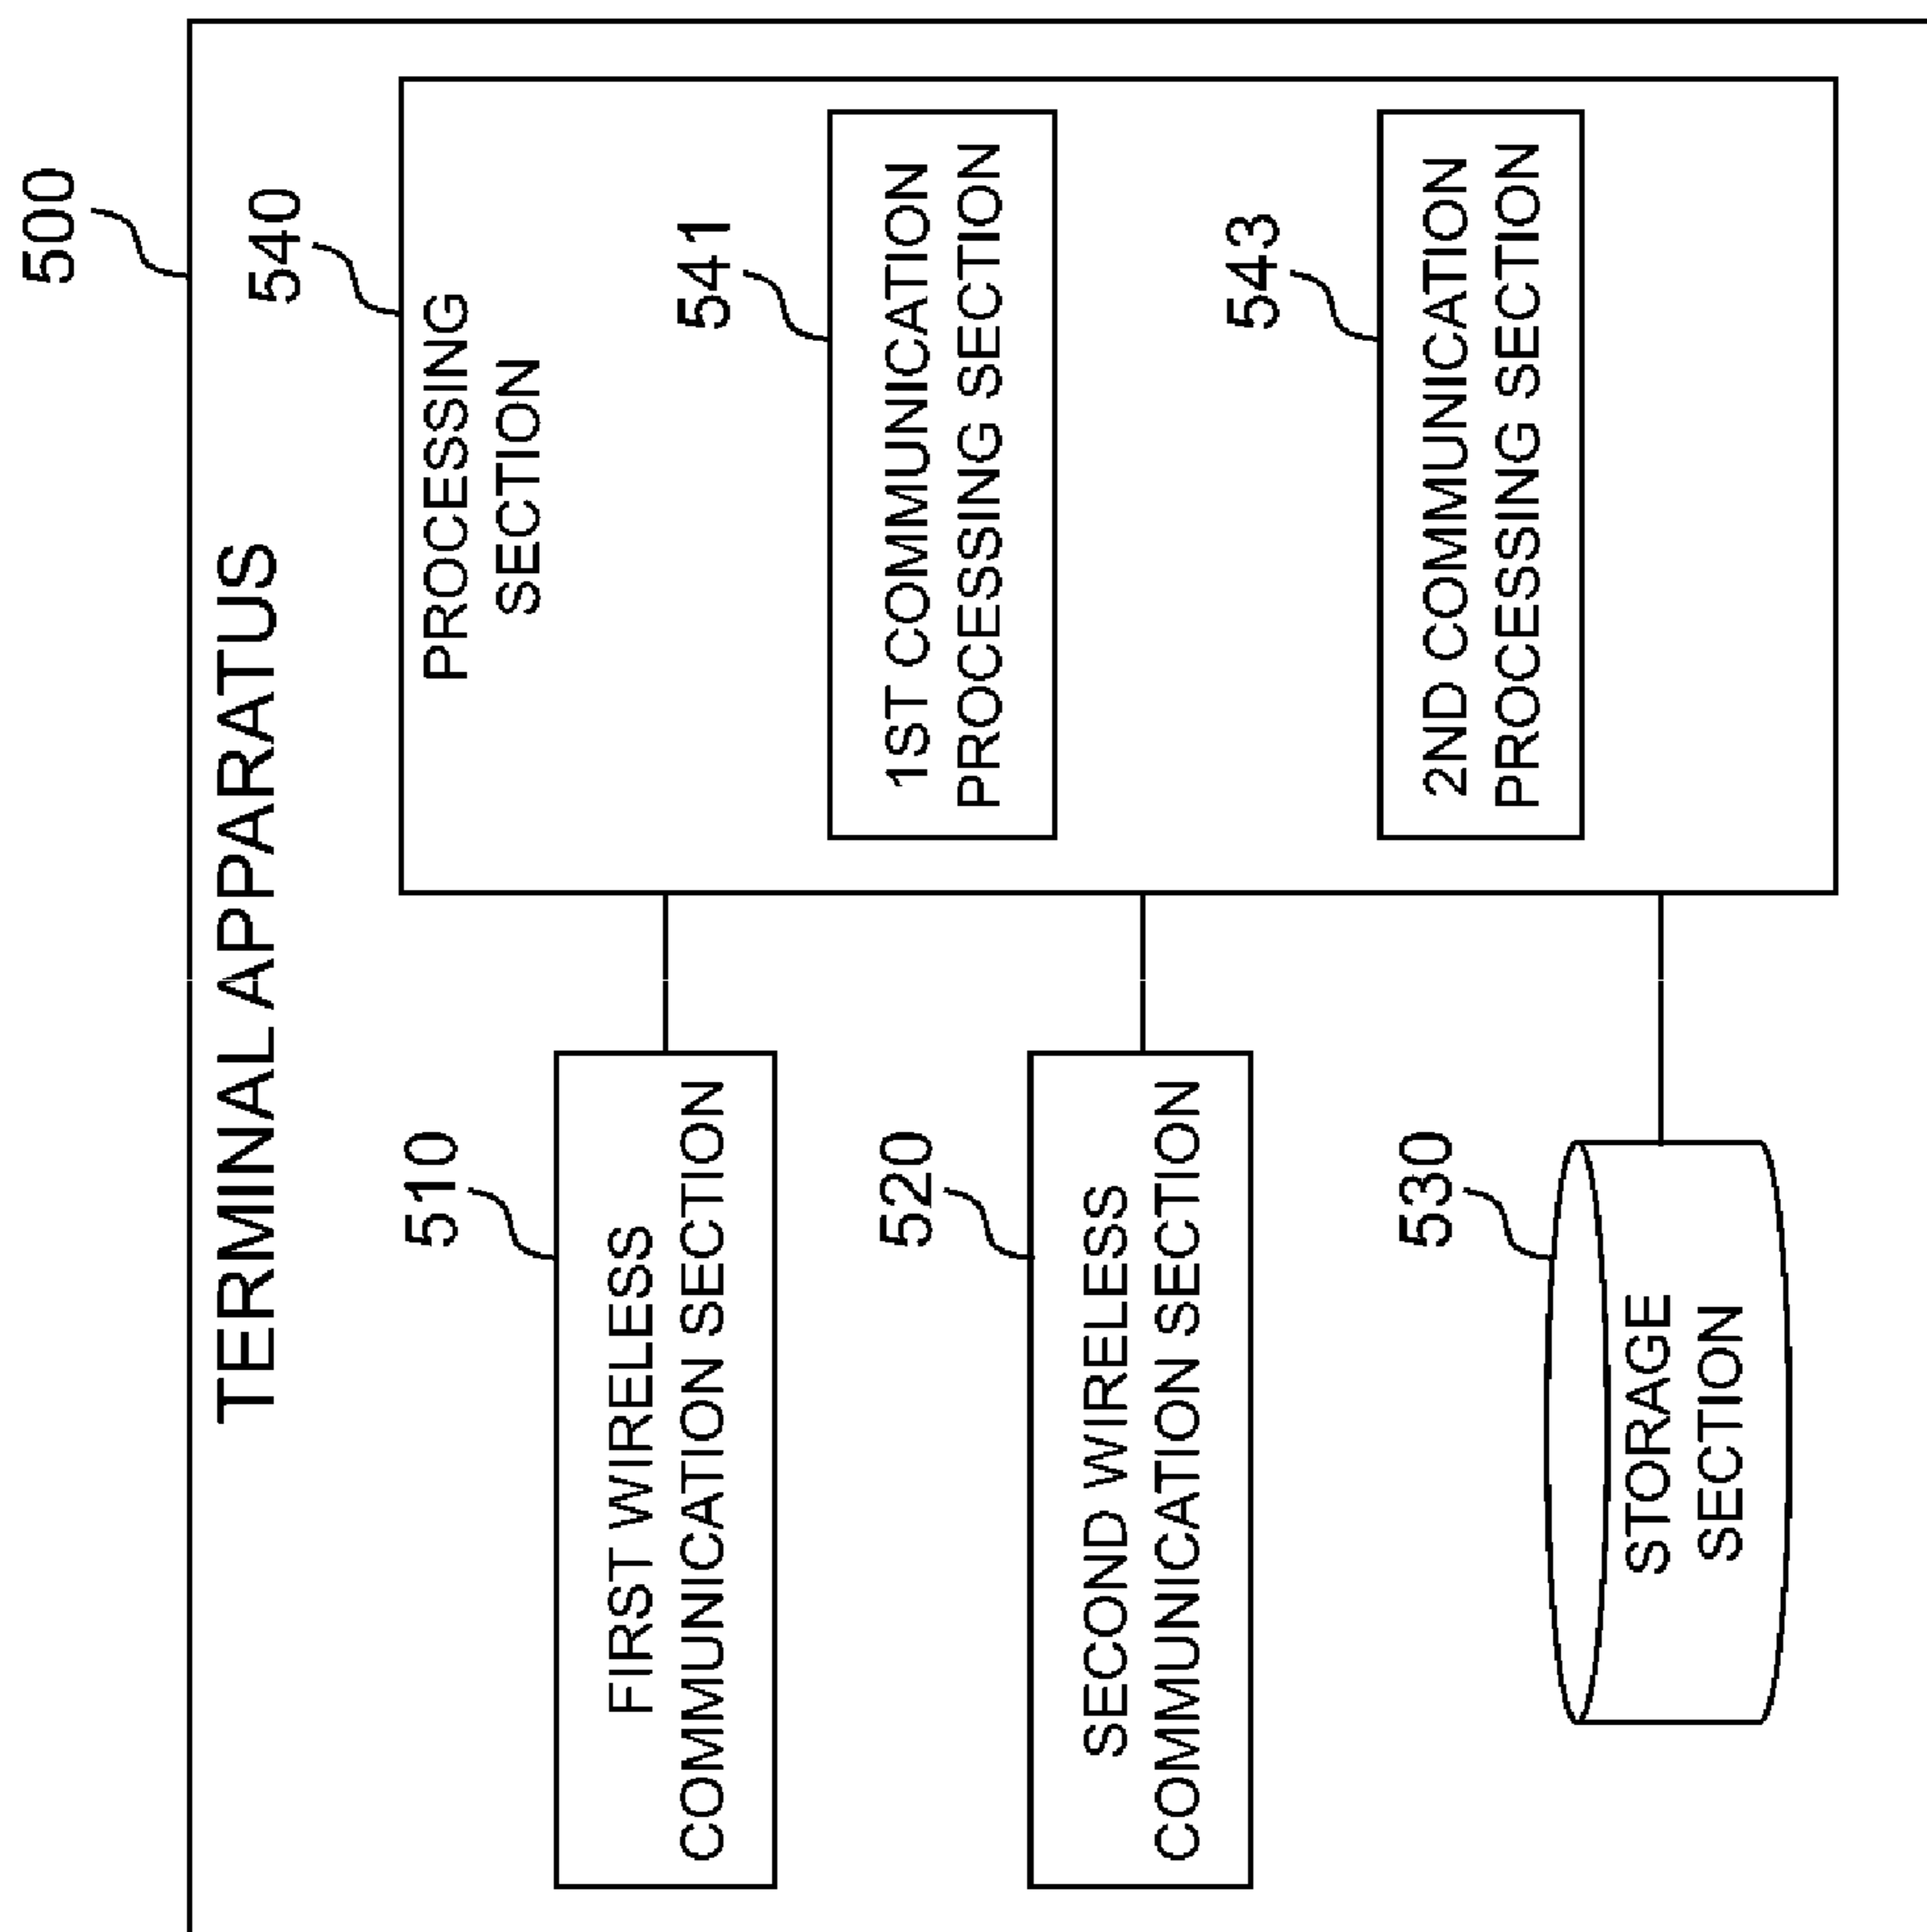 500
TERMINAL APPARATUS
510
FIRST WIRELESS
COMMUNICATION SECTION
520
SECOND WIRELESS
COMMUNICATION SECTION
530
STORAGE
SECTION
540
PROCESSING
SECTION
541
1ST COMMUNICATION
PROCESSING SECTION
543
2ND COMMUNICATION
PROCESSING SECTION